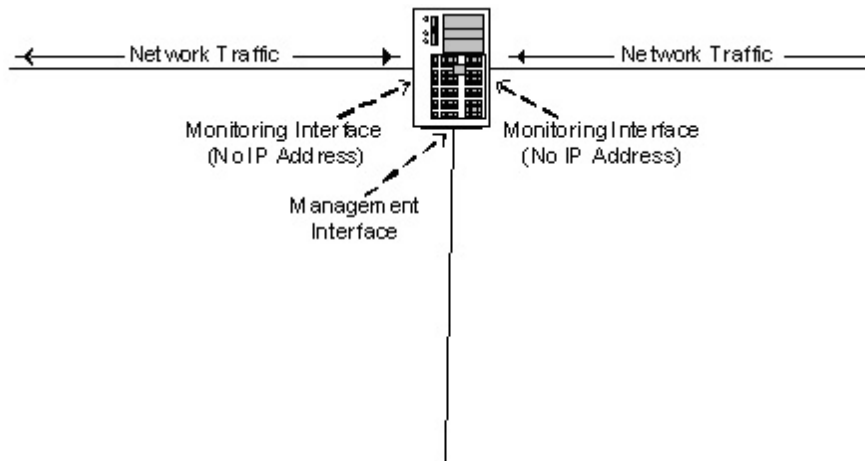 Network Traffic
Network Traffic
Monitoring Interface
(No IP Address)
Monitoring Interface
(No IP Address)
Management
Interface